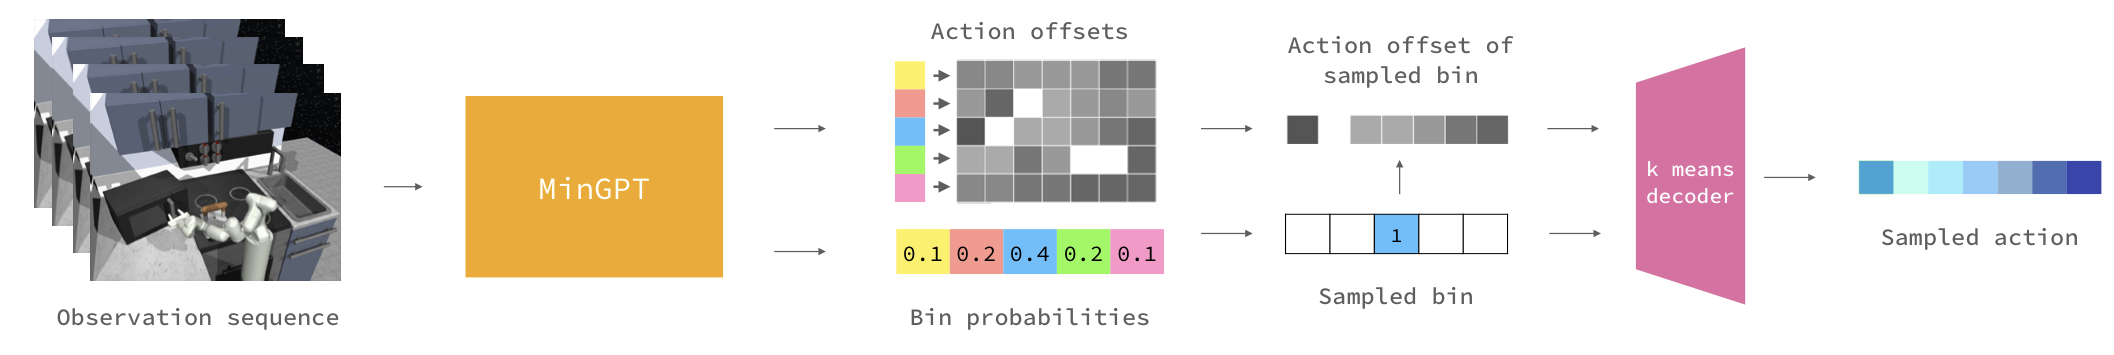 Observation sequence
MinGPT
Action offsets
0.1 0.2 0.4 0.2 0.1
Bin probabilities
Action offset of
sampled bin
1
Sampled bin
k means
decoder
Sampled action